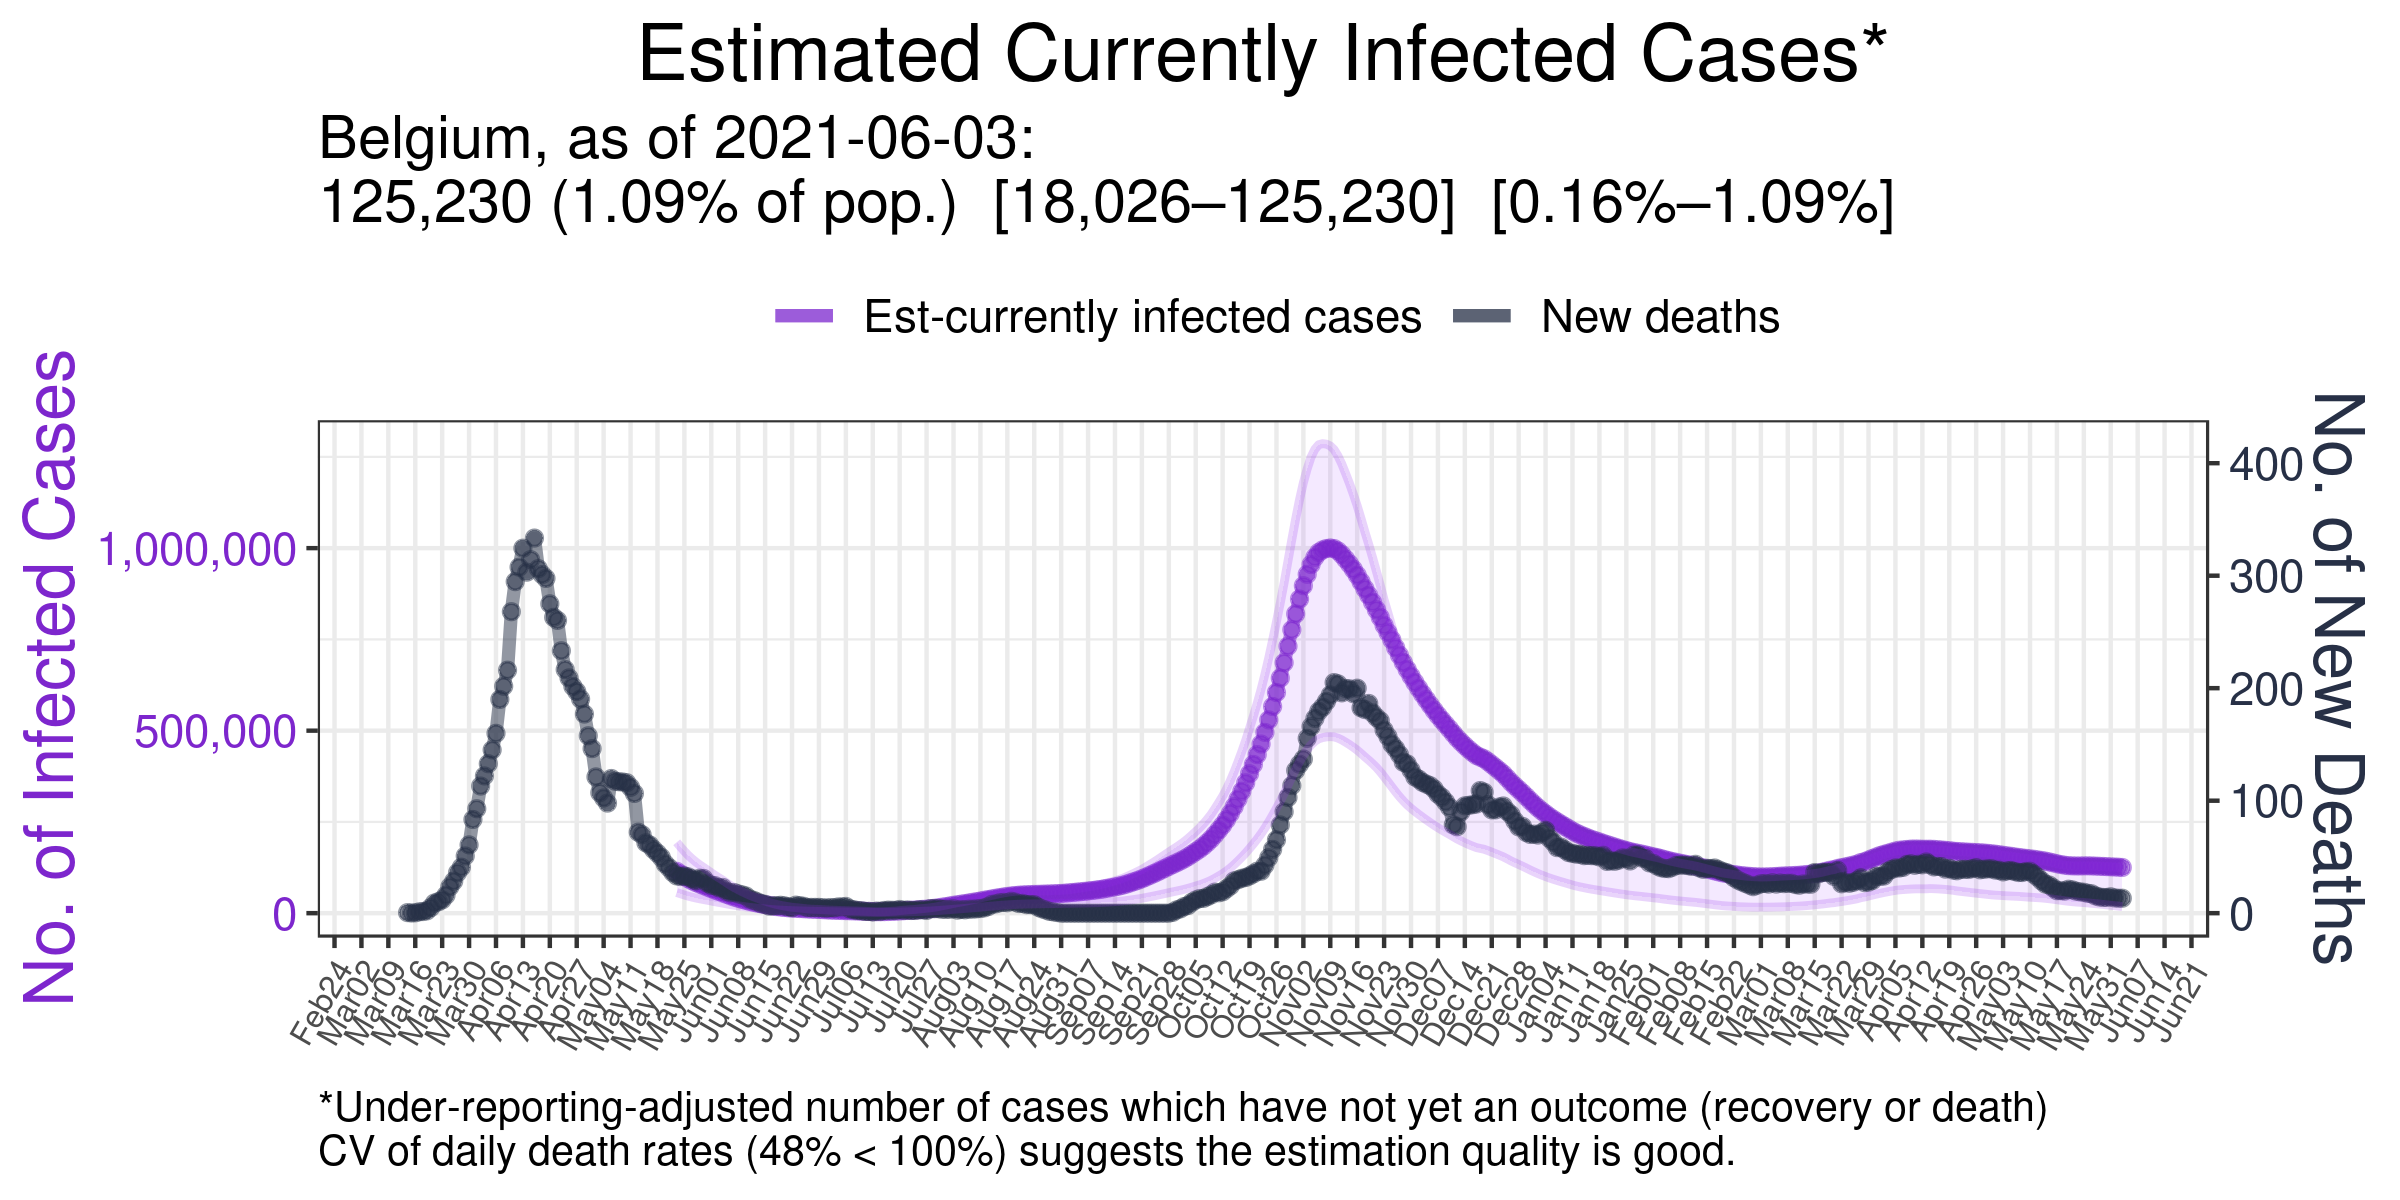 Estimated Currently Infected Cases*
Belgium, as of 2021-06-03:
125,230 (1.09% of pop.) [18,026–125,230] [0.16%–1.09%]
Est-currently infected cases New deaths
No. of Infected Cases
1,000,000
500,000
0
400
300
200
100
0
No. of New Deaths
Feb24 Mar02 Mar09 Mar16 Mar23 Mar30 Apr06 Apr13 Apr20 Apr27 May04 May11 May18 May25 Jun01 Jun08 Jun15 Jun22 Jun29 Jul06 Jul13 Jul20 Jul27 Aug03 Aug10 Aug17 Aug24 Aug31 Sep07 Sep14 Sep21 Sep28 Oct05 Oct12 Oct19 Oct26 Nov02 Nov09 Nov16 Nov23 Nov30 Dec07 Dec14 Dec21 Dec28 Jan04 Jan11 Jan18 Jan25 Feb01 Feb08 Feb15 Feb22 Mar01 Mar08 Mar15 Mar22 Mar29 Apr05 Apr12 Apr19 Apr26 May03 May10 May17 May24 May31 Jun07 Jun14 Jun21
*Under-reporting-adjusted number of cases which have not yet an outcome (recovery or death)
CV of daily death rates (48% < 100%) suggests the estimation quality is good.